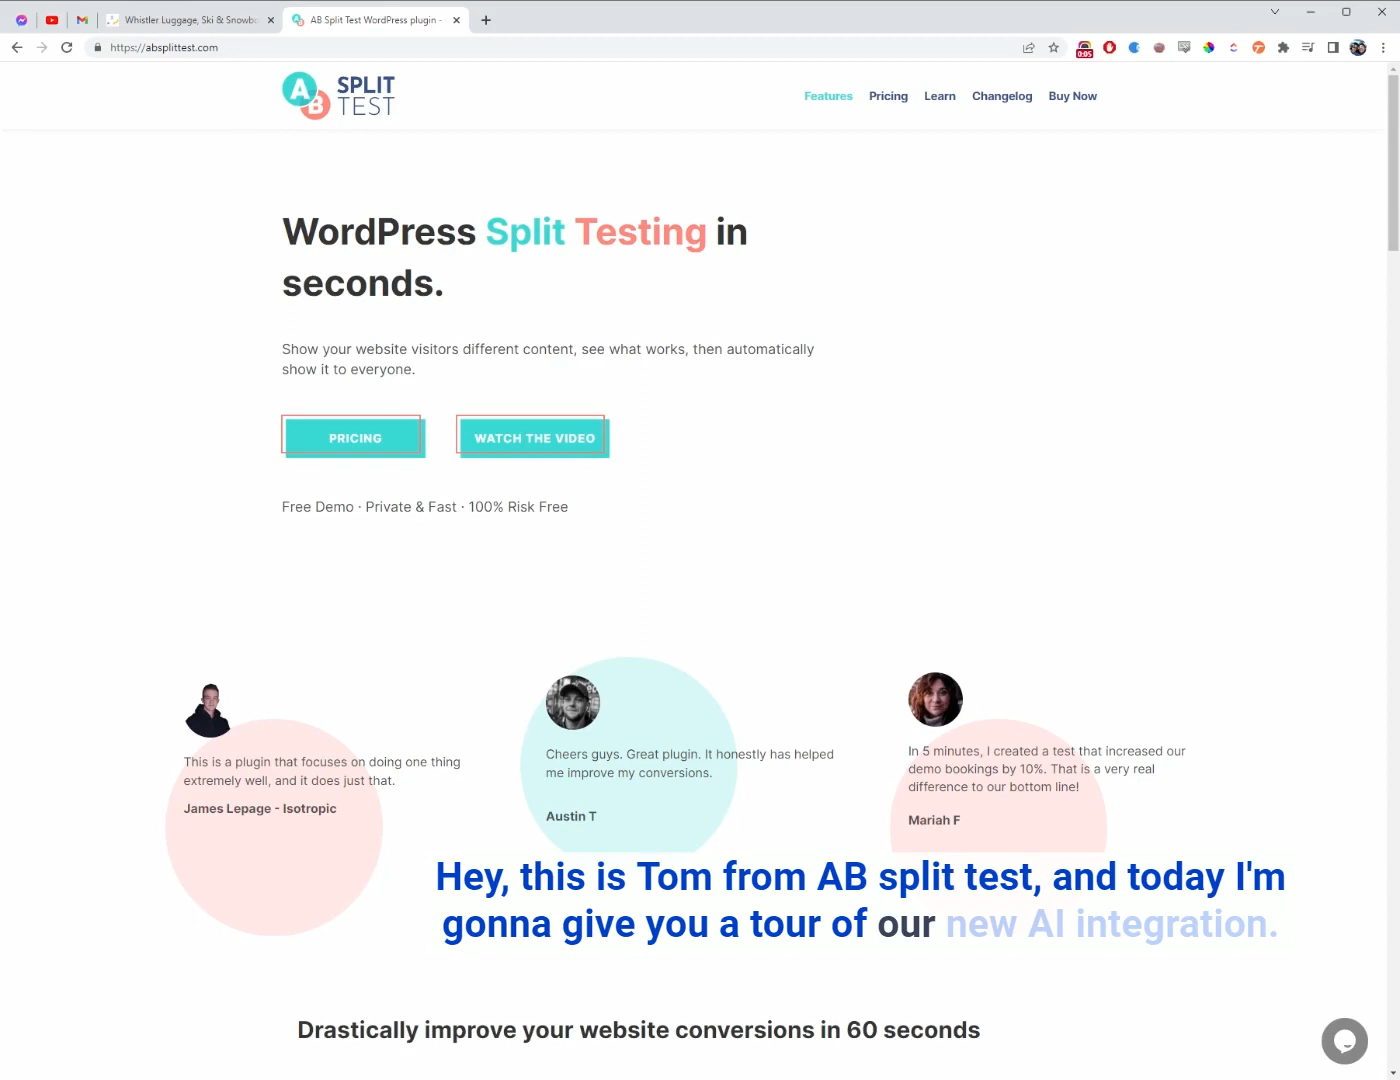 Whistler Luggage, Ski & Snowbo
AB Split Test WordPress plugin -
https://absplittest.com
0:05
AB SPLIT TEST
Features
Pricing
Learn
Changelog
Buy Now
WordPress Split Testing in
seconds.
Show your website visitors different content, see what works, then automatically
show it to everyone.
PRICING
WATCH THE VIDEO
Free Demo · Private & Fast · 100% Risk Free
This is a plugin that focuses on doing one thing
extremely well, and it does just that.
James Lepage - Isotropic
Cheers guys. Great plugin. It honestly has helped
me improve my conversions.
Austin T
In 5 minutes, I created a test that increased our
demo bookings by 10%. That is a very real
difference to our bottom line!
Mariah F
Hey, this is Tom from AB split test, and today I'm
gonna give you a tour of our new AI integration.
Drastically improve your website conversions in 60 seconds